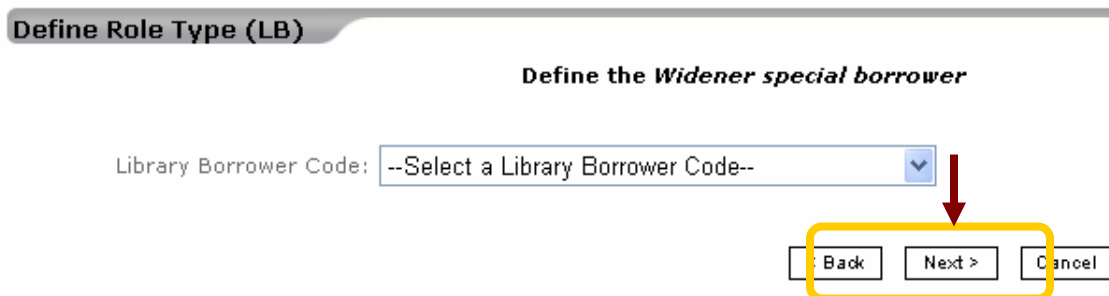 Define Role Type (LB)
Define the Widener special borrower
Library Borrower Code: --Select a Library Borrower Code--
< Back Next > Cancel